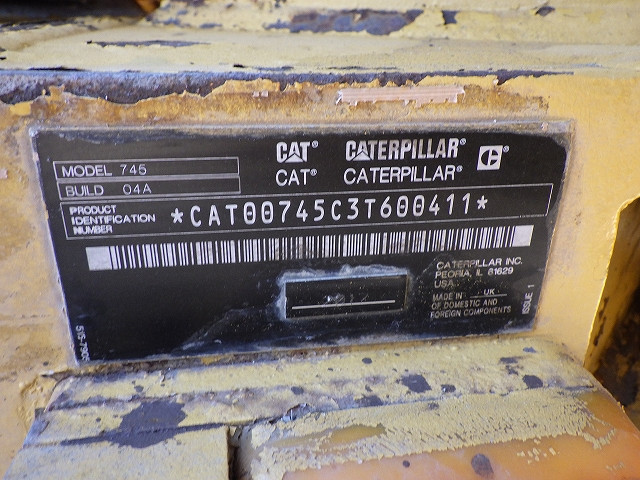 CAT® CATERPILLAR® C®
CAT® CATERPILLAR®
MODEL 745
BUILD 04A
PRODUCT IDENTIFICATION NUMBER
*CAT00745C3T600411*
CATERPILLAR INC.
PEORIA, IL 61629
USA
MADE IN UK
OF DOMESTIC AND
FOREIGN COMPONENTS
ISSUE 1